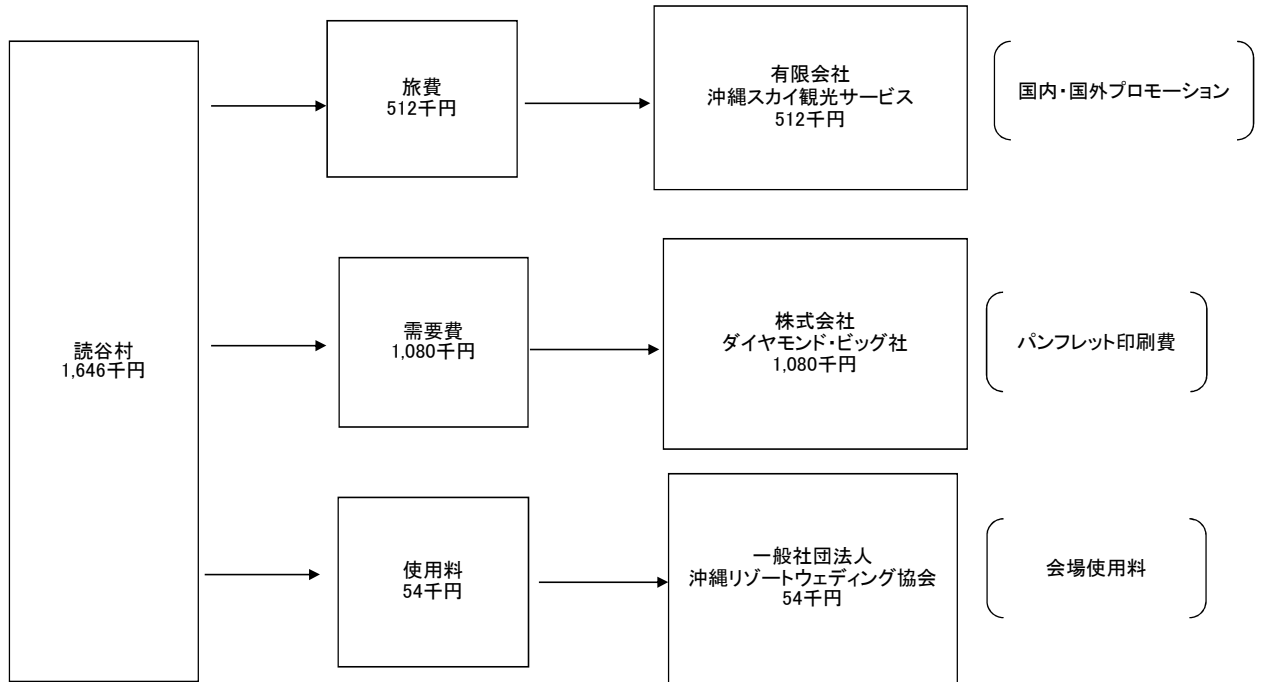 読谷村
1,646千円
旅費
512千円
有限会社
沖縄スカイ観光サービス
512千円
国内・国外プロモーション
需要費
1,080千円
株式会社
ダイヤモンド・ビッグ社
1,080千円
パンフレット印刷費
使用料
54千円
一般社団法人
沖縄リゾートウェディング協会
54千円
会場使用料